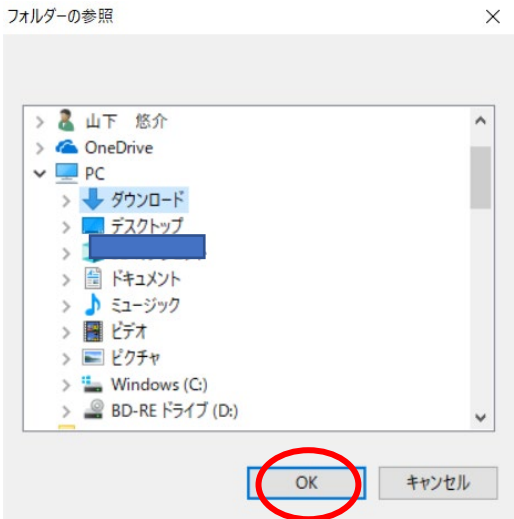 フォルダーの参照
山下　悠介
OneDrive
PC
ダウンロード
デスクトップ
ドキュメント
ミュージック
ビデオ
ピクチャ
Windows (C:)
BD-RE ドライブ (D:)
OK
キャンセル